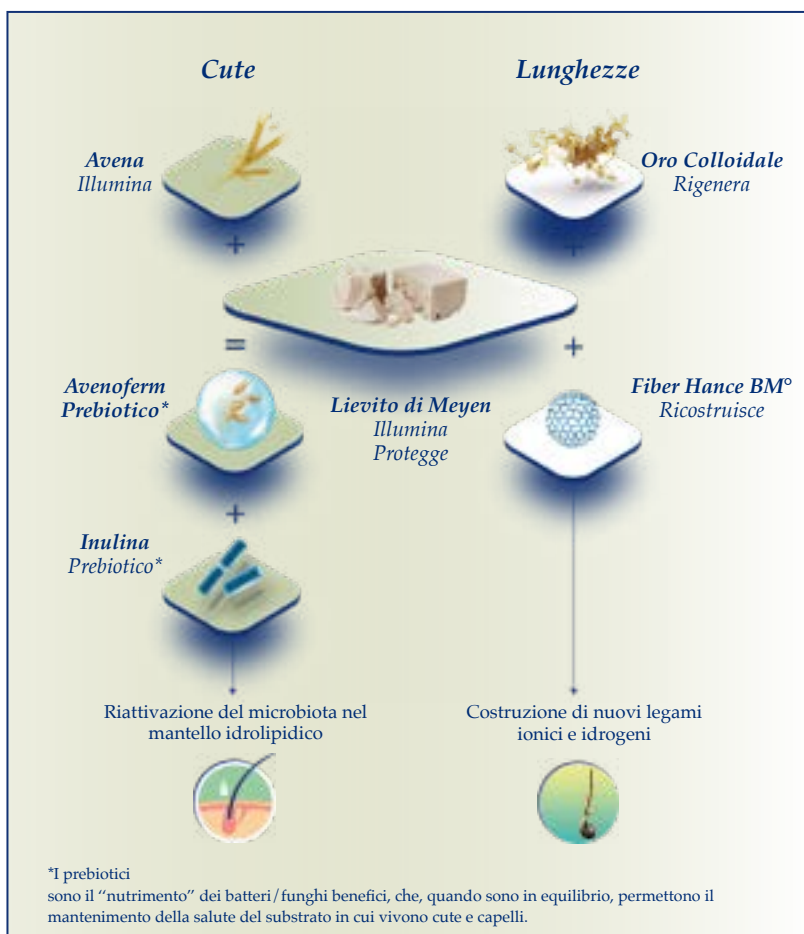 Cute
Avena
Illumina
+
=
Avenoferm
Prebiotico*
+
Inulina
Prebiotico*
Riattivazione del microbiota nel
mantello idrolipidico
Lievito di Meyen
Illumina
Protegge
Lunghezze
Oro Colloidale
Rigenera
+
+
Fiber Hance BM°
Ricostruisce
Costruzione di nuovi legami
ionici e idrogeni
*I prebiotici
sono il “nutrimento” dei batteri/funghi benefici, che, quando sono in equilibrio, permettono il
mantenimento della salute del substrato in cui vivono cute e capelli.